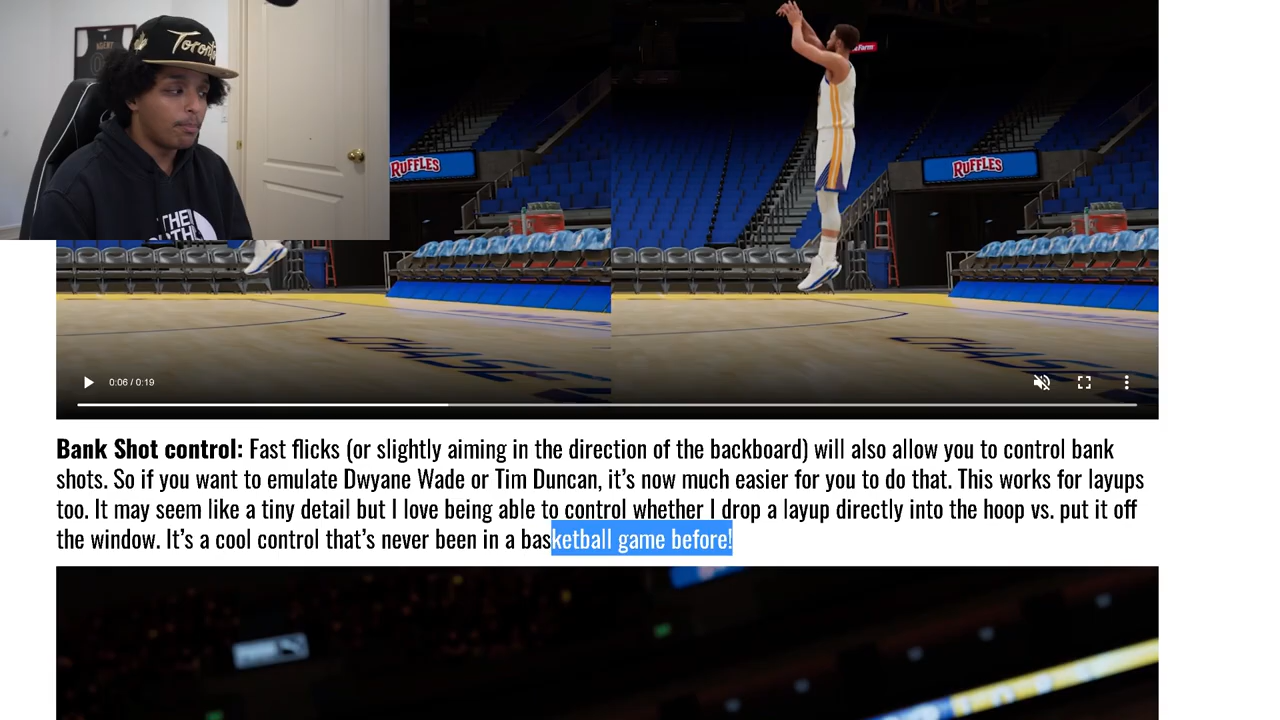 Toronto
THE
RUFFLES
RUFFLES
0:06 / 0:19
Bank Shot control: Fast flicks (or slightly aiming in the direction of the backboard) will also allow you to control bank
shots. So if you want to emulate Dwyane Wade or Tim Duncan, it’s now much easier for you to do that. This works for layups
too. It may seem like a tiny detail but I love being able to control whether I drop a layup directly into the hoop vs. put it off
the window. It’s a cool control that’s never been in a basketball game before!